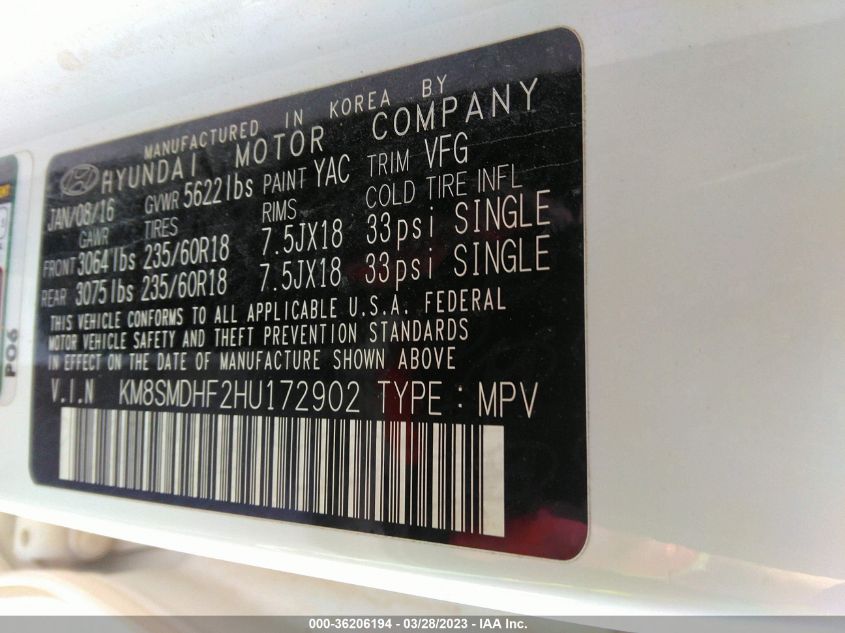 MANUFACTURED IN KOREA BY
HYUNDAI MOTOR COMPANY
JAN/08/16 GVWR 5622lbs PAINT YAC TRIM VFG
GAWR TIRES RIMS COLD TIRE INFL
FRONT 3064lbs 235/60R18 7.5JX18 33psi SINGLE
REAR 3075lbs 235/60R18 7.5JX18 33psi SINGLE
THIS VEHICLE CONFORMS TO ALL APPLICABLE U.S.A. FEDERAL
MOTOR VEHICLE SAFETY AND THEFT PREVENTION STANDARDS
IN EFFECT ON THE DATE OF MANUFACTURE SHOWN ABOVE
V.I.N KM8SMDHF2HU172902 TYPE : MPV
P06
000-36206194 - 03/28/2023 - IAA Inc.